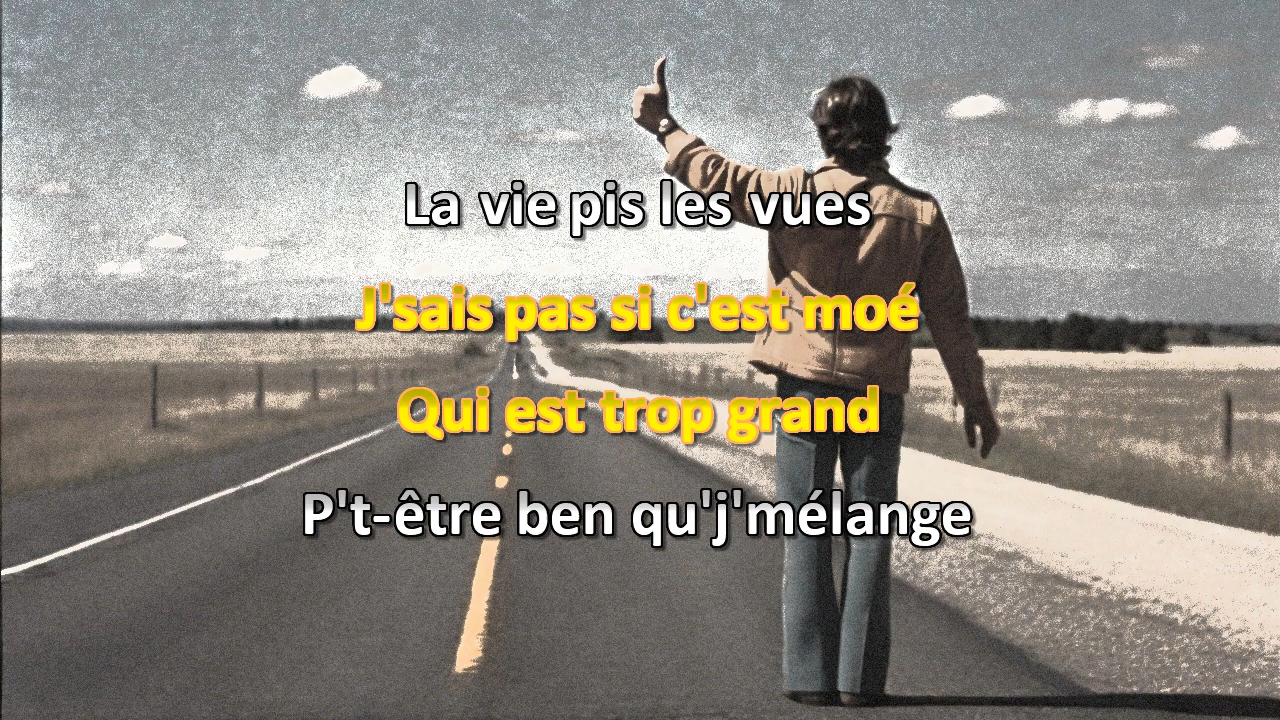 La vie pis les vues
J'sais pas si c'est moé
Qui est trop grand
P't-être ben qu'j'mélange